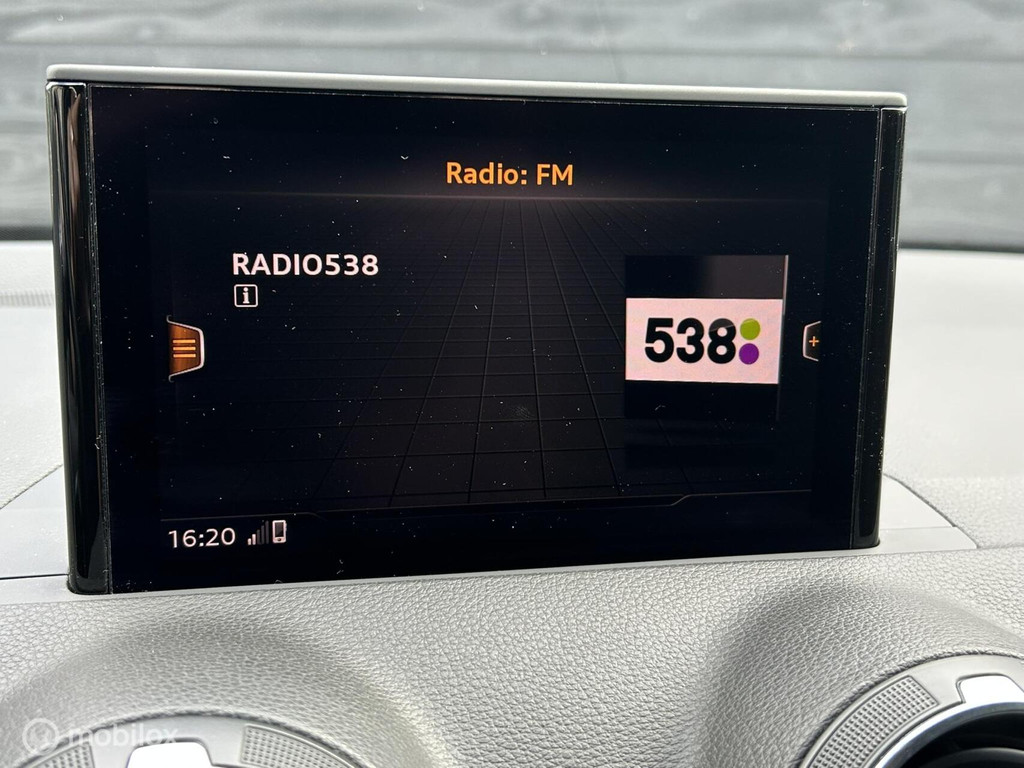 Radio: FM
RADIO538
i
538
+
16:20
mobilox